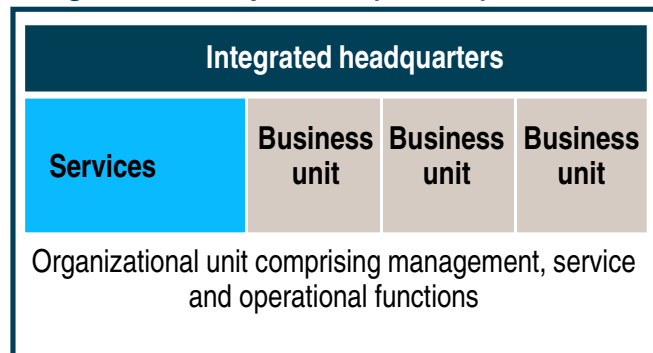 Integrated headquarters
Services
Business unit
Business unit
Business unit
Organizational unit comprising management, service
and operational functions